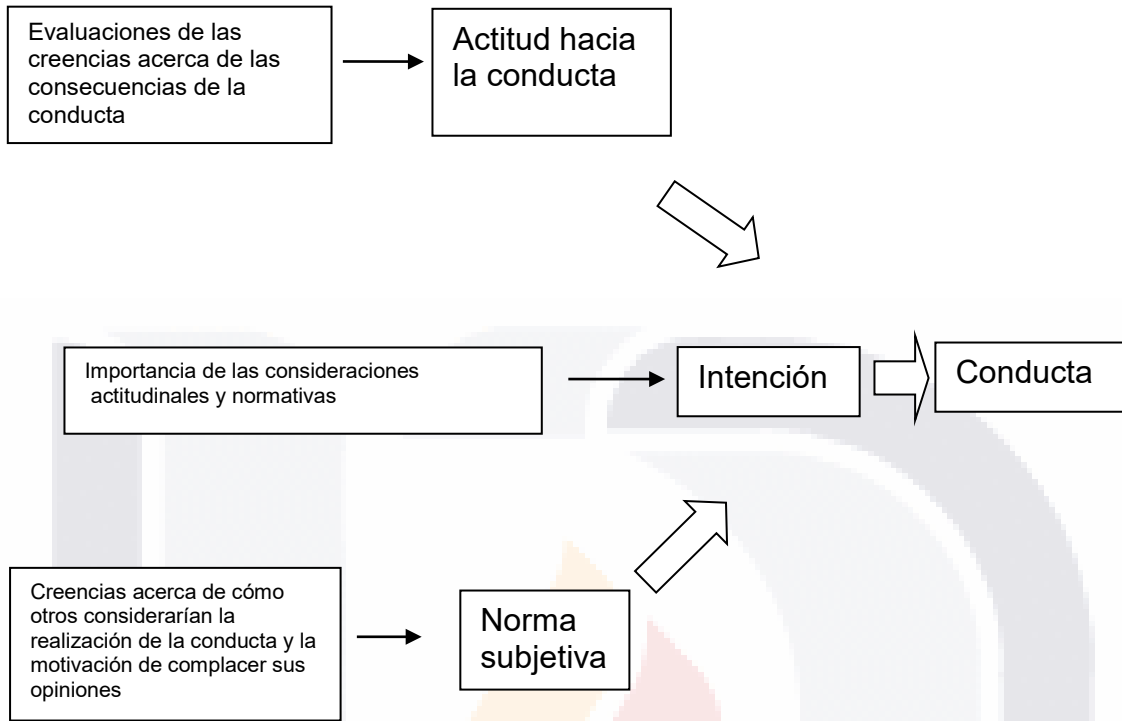 Evaluaciones de las
creencias acerca de las
consecuencias de la
conducta
Actitud hacia
la conducta
Importancia de las consideraciones
actitudinales y normativas
Intención
Conducta
Creencias acerca de cómo
otros considerarían la
realización de la conducta y la
motivación de complacer sus
opiniones
Norma
subjetiva